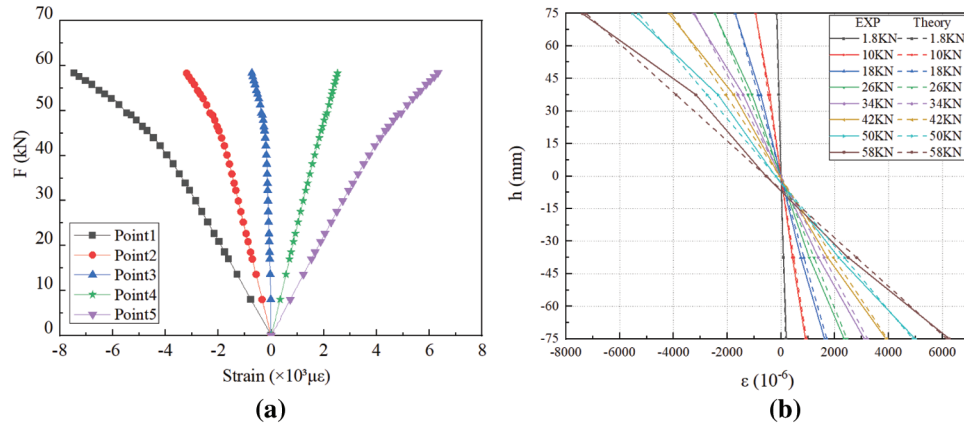 (a)
F (kN)
80
70
60
50
40
30
20
10
0
Point1
Point2
Point3
Point4
Point5
-8 -6 -4 -2 0 2 4 6 8
Strain (×10³με)
(a)
(b)
h (mm)
75
60
45
30
15
0
-15
-30
-45
-60
-75
EXP Theory
1.8KN 1.8KN
10KN 10KN
18KN 18KN
26KN 26KN
34KN 34KN
42KN 42KN
50KN 50KN
58KN 58KN
-8000 -6000 -4000 -2000 0 2000 4000 6000
ε (10⁻⁶)
(b)